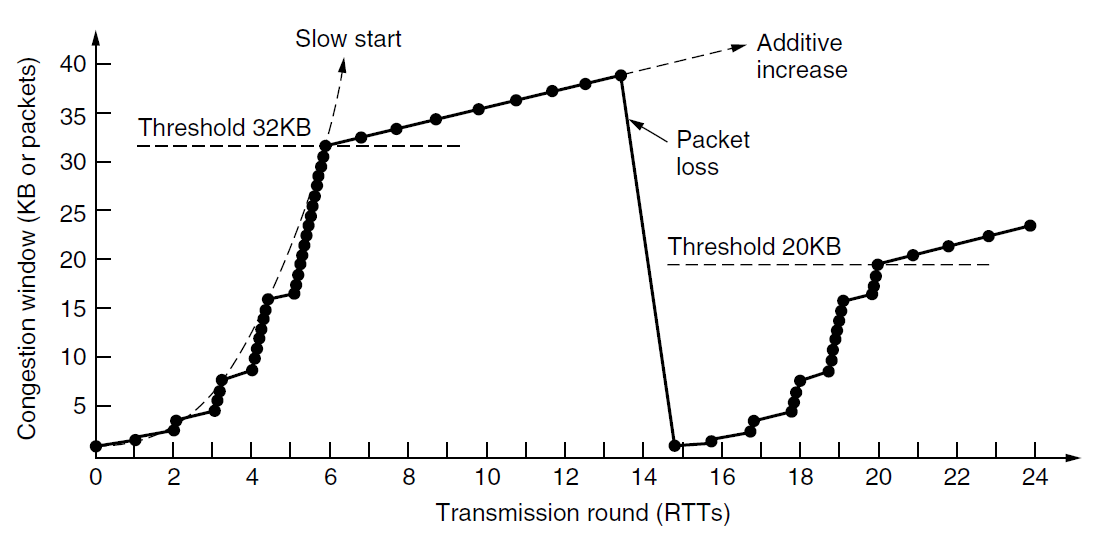 Slow start
Additive
increase
40
35
Threshold 32KB
Packet
loss
30
25
Threshold 20KB
20
15
10
5
0 2 4 6 8 10 12 14 16 18 20 22 24
Transmission round (RTTs)
Congestion window (KB or packets)